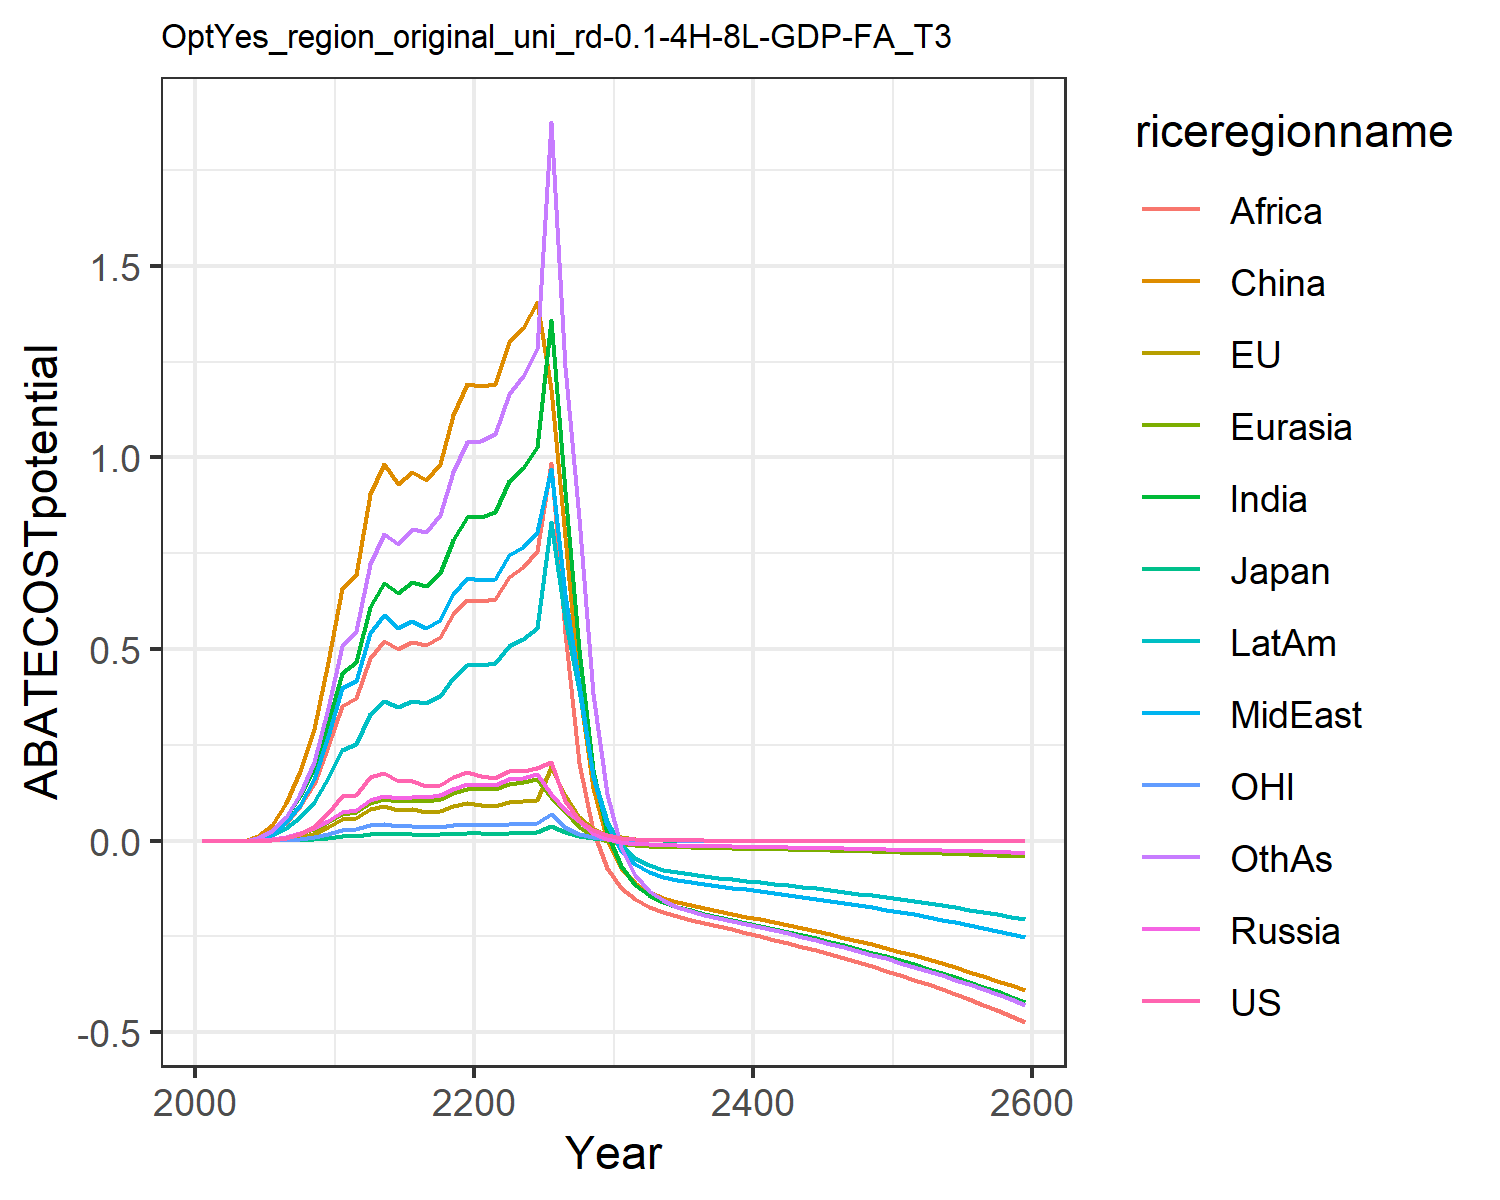 OptYes_region_original_uni_rd-0.1-4H-8L-GDP-FA_T3
ABATECOSTpotential
1.5
1.0
0.5
0.0
-0.5
2000
2200
2400
2600
Year
riceregionname
Africa
China
EU
Eurasia
India
Japan
LatAm
MidEast
OHI
OthAs
Russia
US